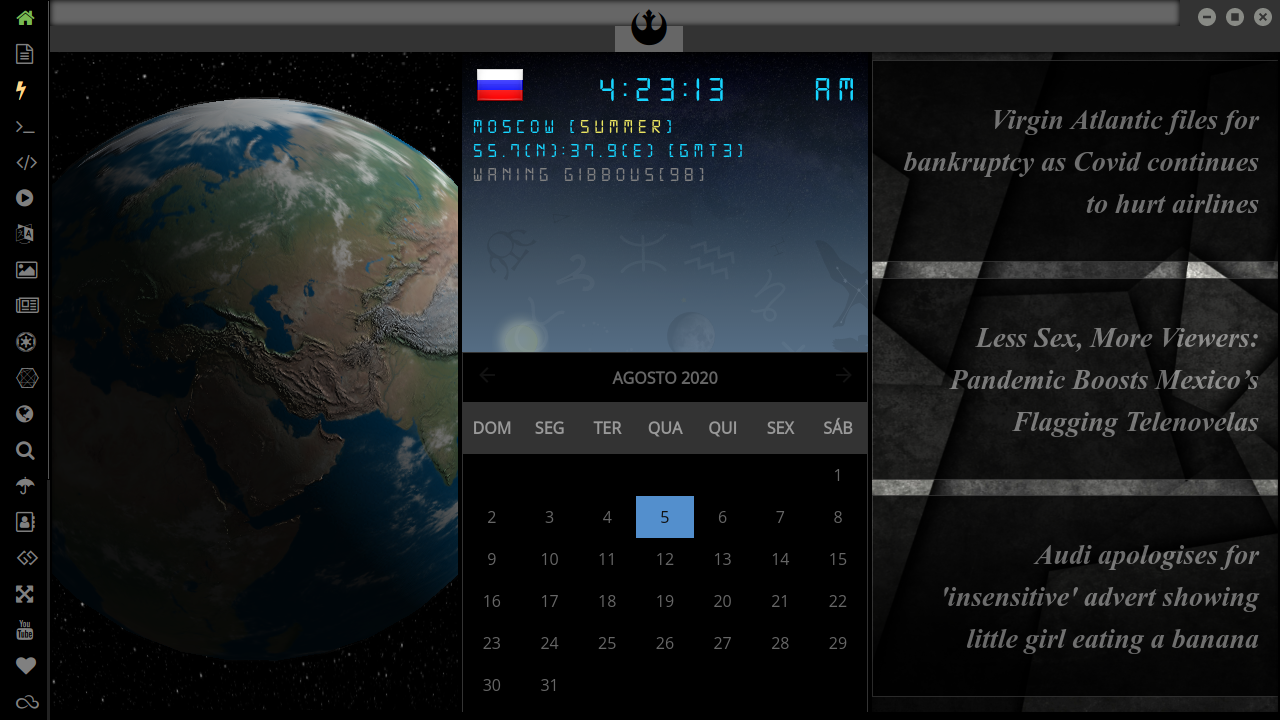 4:23:13 AM
MOSCOW (SUMMER)
55.7(N):37.9(E) (GMT3)
WANING GIBBOUS(98)
AGOSTO 2020
DOM SEG TER QUA QUI SEX SÁB
1
2 3 4 5 6 7 8
9 10 11 12 13 14 15
16 17 18 19 20 21 22
23 24 25 26 27 28 29
30 31
Virgin Atlantic files for
bankruptcy as Covid continues
to hurt airlines
Less Sex, More Viewers:
Pandemic Boosts Mexico’s
Flagging Telenovelas
Audi apologises for
'insensitive' advert showing
little girl eating a banana
You
Tube